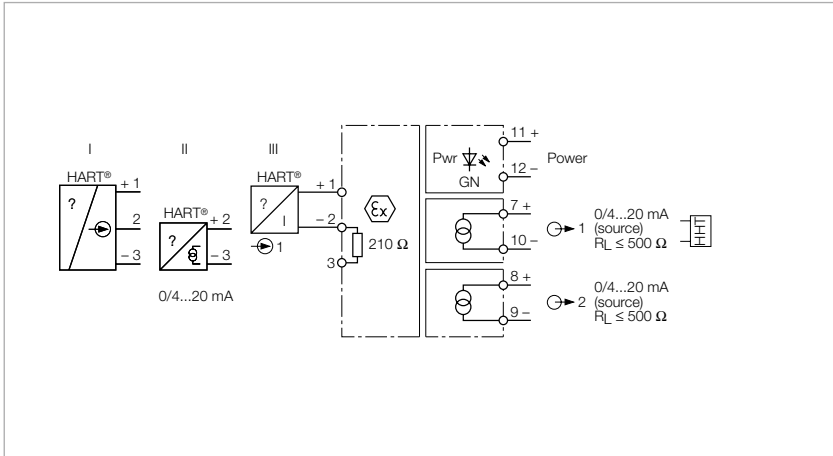 I
HART®
?
+ 1
2
− 3
II
HART®
?
+ 2
− 3
0/4...20 mA
III
HART®
?
I
+ 1
− 2
1
3
210 Ω
Ex
Pwr
GN
11 +
12 −
Power
7 +
10 −
1
0/4...20 mA
(source)
RL ≤ 500 Ω
HHT
8 +
9 −
2
0/4...20 mA
(source)
RL ≤ 500 Ω